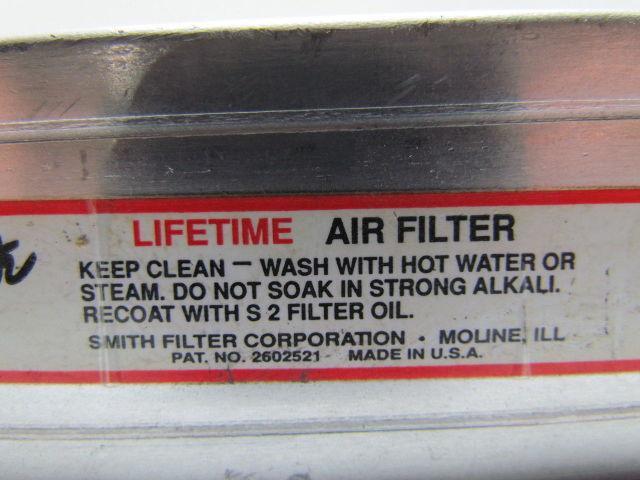 LIFETIME AIR FILTER
KEEP CLEAN — WASH WITH HOT WATER OR
STEAM. DO NOT SOAK IN STRONG ALKALI.
RECOAT WITH S 2 FILTER OIL.
SMITH FILTER CORPORATION • MOLINE, ILL
PAT. NO. 2602521 MADE IN U.S.A.